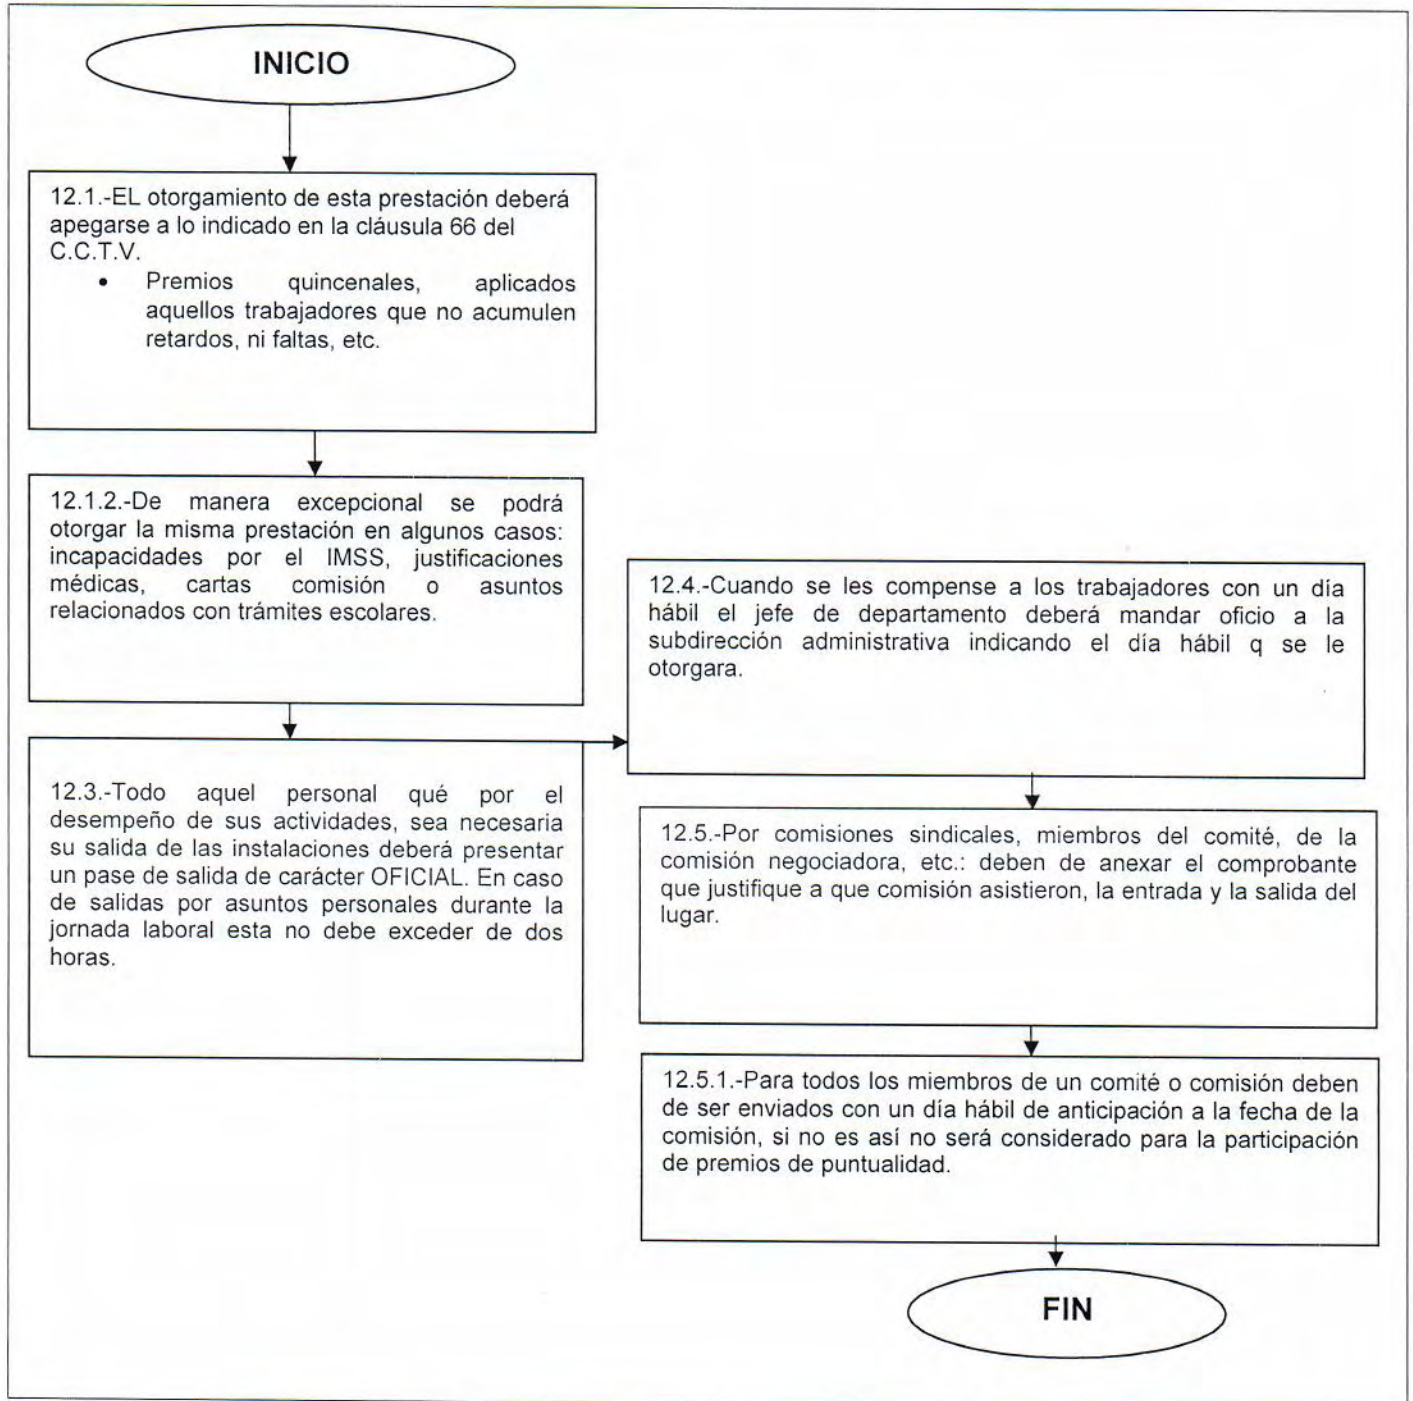 INICIO
12.1.-EL otorgamiento de esta prestación deberá
apegarse a lo indicado en la cláusula 66 del
C.C.T.V.
• Premios quincenales, aplicados
aquellos trabajadores que no acumulen
retardos, ni faltas, etc.
12.1.2.-De manera excepcional se podrá
otorgar la misma prestación en algunos casos:
incapacidades por el IMSS, justificaciones
médicas, cartas comisión o asuntos
relacionados con trámites escolares.
12.3.-Todo aquel personal qué por el
desempeño de sus actividades, sea necesaria
su salida de las instalaciones deberá presentar
un pase de salida de carácter OFICIAL. En caso
de salidas por asuntos personales durante la
jornada laboral esta no debe exceder de dos
horas.
12.4.-Cuando se les compense a los trabajadores con un día
hábil el jefe de departamento deberá mandar oficio a la
subdirección administrativa indicando el día hábil q se le
otorgara.
12.5.-Por comisiones sindicales, miembros del comité, de la
comisión negociadora, etc.: deben de anexar el comprobante
que justifique a que comisión asistieron, la entrada y la salida del
lugar.
12.5.1.-Para todos los miembros de un comité o comisión deben
de ser enviados con un día hábil de anticipación a la fecha de la
comisión, si no es así no será considerado para la participación
de premios de puntualidad.
FIN